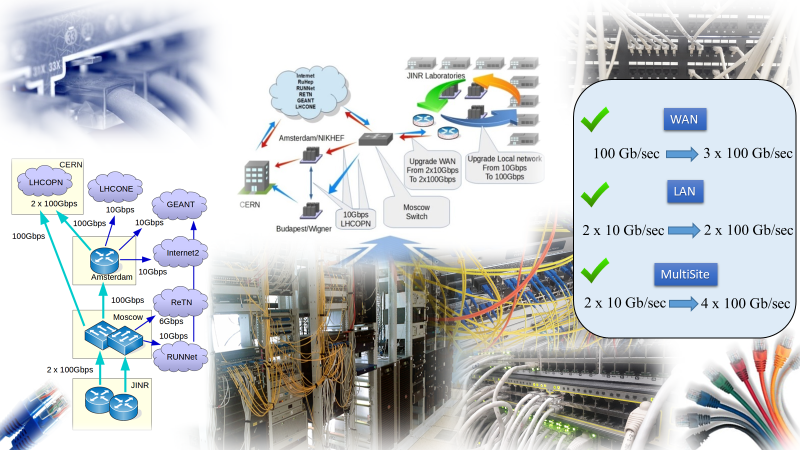 31X 33X
CERN
LHCOPN
2 x 100Gbps
LHCONE
10Gbps
GEANT
100Gbps
10Gbps
100Gbps
Internet2
Amsterdam
10Gbps
100Gbps
ReTN
Moscow
6Gbps
10Gbps
RUNNet
2 x 100Gbps
JINR
Internet
RuHep
RUNNet
RETN
GEANT
LHCONE
JINR Laboratories
Amsterdam/NIKHEF
CERN
Budapest/Wigner
10Gbps
LHCOPN
Upgrade WAN
From 2x10Gbps
To 2x100Gbps
Upgrade Local network
From 10Gbps
To 100Gbps
Moscow
Switch
WAN
100 Gb/sec 3 x 100 Gb/sec
LAN
2 x 10 Gb/sec 2 x 100 Gb/sec
MultiSite
2 x 10 Gb/sec 4 x 100 Gb/sec